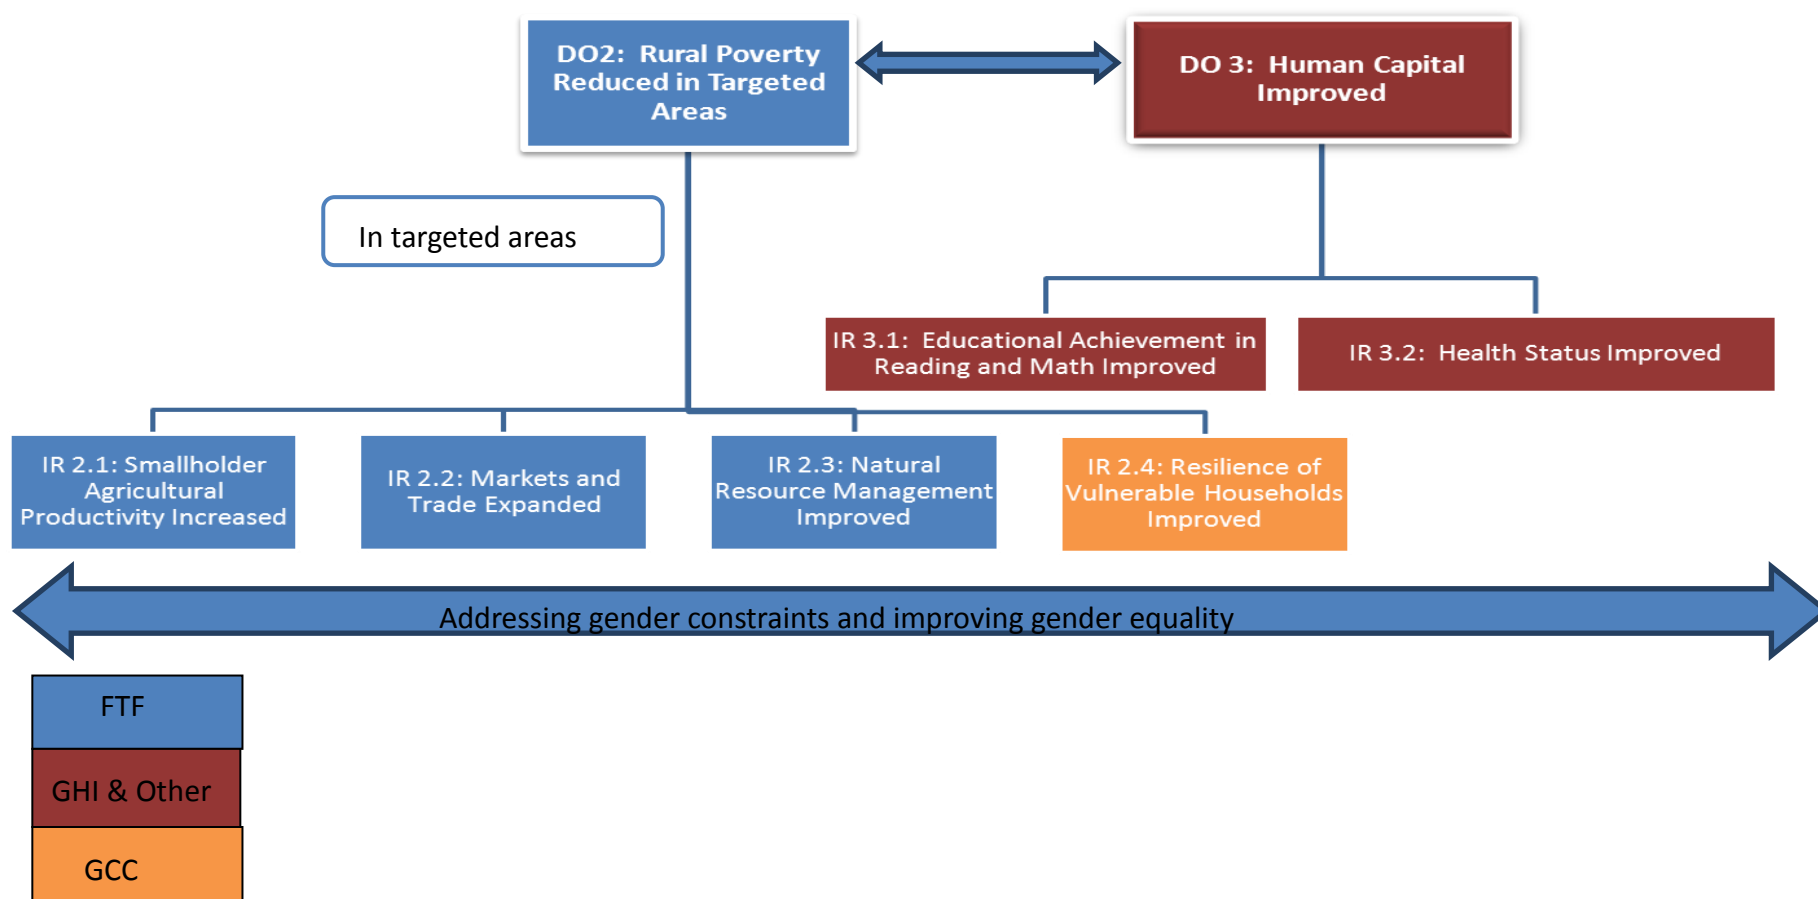 DO2: Rural Poverty
Reduced in Targeted
Areas
DO 3: Human Capital
Improved
In targeted areas
IR 3.1: Educational Achievement in
Reading and Math Improved
IR 3.2: Health Status Improved
IR 2.1: Smallholder
Agricultural
Productivity Increased
IR 2.2: Markets and
Trade Expanded
IR 2.3: Natural
Resource Management
Improved
IR 2.4: Resilience of
Vulnerable Households
Improved
Addressing gender constraints and improving gender equality
FTF
GHI & Other
GCC